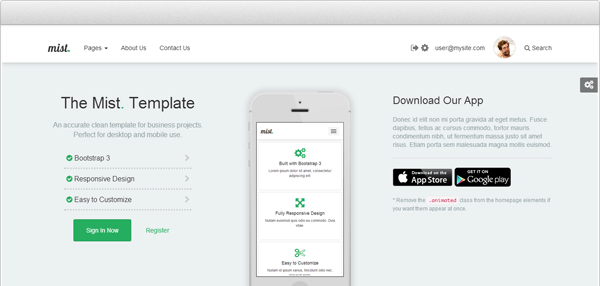 mist.
Pages
About Us
Contact Us
user@mysite.com
Search
The Mist. Template
An accurate clean template for business projects.
Perfect for desktop and mobile use.
Bootstrap 3
Responsive Design
Easy to Customize
Sign in Now
Register
mist.
Built with Bootstrap 3
Lorem ipsum dolor sit amet, consectetur
adipiscing elit
Fully Responsive Design
Nullam euismod quis odio eu commodo. Duis
vitae
Easy to Customize
Nullam id ipsum varius, tincidunt odio nec,
Download Our App
Donec id elit non mi porta gravida at eget metus. Fusce
dapibus, tellus ac cursus commodo, tortor mauris
condimentum nibh, ut fermentum massa justo sit amet
risus. Etiam porta sem malesuada magna mollis euismod.
Download on the
App Store
GET IT ON
Google play
* Remove the .animated class from the homepage elements if
you want them appear at once.